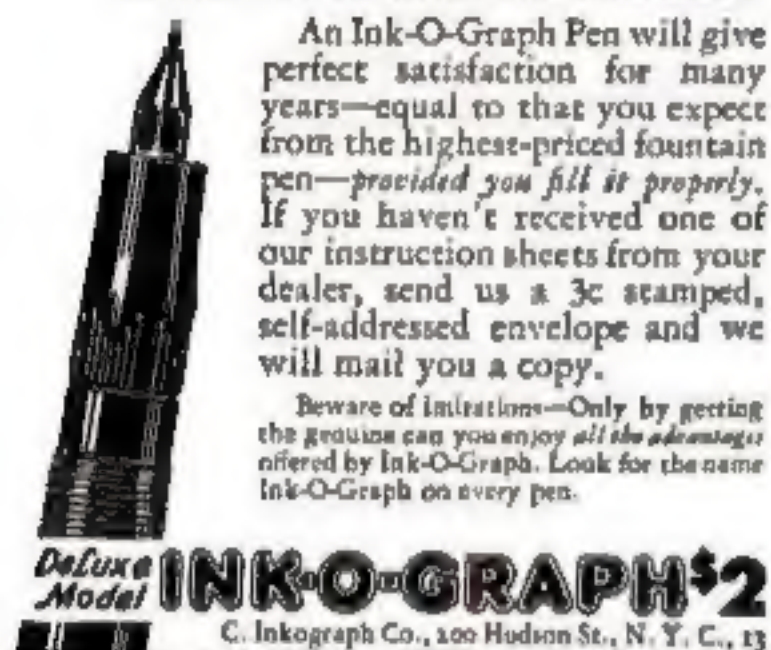 An Ink-O-Graph Pen will give
perfect satisfaction for many
years—equal to that you expect
from the highest-priced fountain
pen—provided you fill it properly.
If you haven't received one of
our instruction sheets from your
dealer, send us a 3c stamped,
self-addressed envelope and we
will mail you a copy.
Beware of imitations—Only by getting
the genuine can you enjoy all the advantages
offered by Ink-O-Graph. Look for the name
Ink-O-Graph on every pen.
DeLuxe
Model
INK-O-GRAPH $2
C. Inkograph Co., 200 Hudson St., N. Y. C., 13